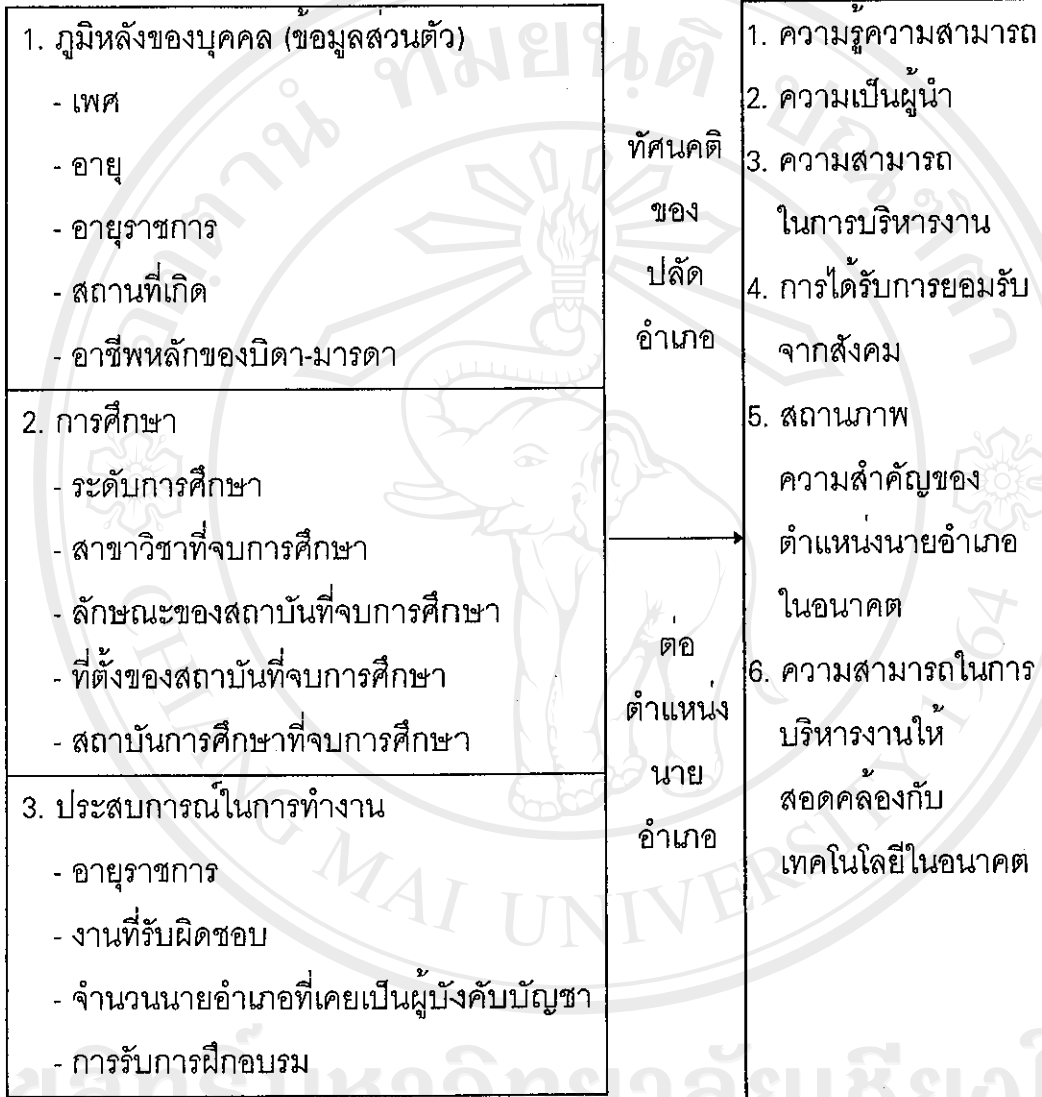 1. ภูมิหลังของบุคคล (ข้อมูลส่วนตัว)
- เพศ
- อายุ
- อายุราชการ
- สถานที่เกิด
- อาชีพหลักของบิดา-มารดา
2. การศึกษา
- ระดับการศึกษา
- สาขาวิชาที่จบการศึกษา
- ลักษณะของสถาบันที่จบการศึกษา
- ที่ตั้งของสถาบันที่จบการศึกษา
- สถาบันการศึกษาที่จบการศึกษา
3. ประสบการณ์ในการทำงาน
- อายุราชการ
- งานที่รับผิดชอบ
- จำนวนนายอำเภอที่เคยเป็นผู้บังคับบัญชา
- การรับการฝึกอบรม
ทัศนคติ
ของ
ปลัด
อำเภอ
ต่อ
ตำแหน่ง
นาย
อำเภอ
1. ความรู้ความสามารถ
2. ความเป็นผู้นำ
3. ความสามารถ
ในการบริหารงาน
4. การได้รับการยอมรับ
จากสังคม
5. สถานภาพ
ความสำคัญของ
ตำแหน่งนายอำเภอ
ในอนาคต
6. ความสามารถในการ
บริหารงานให้
สอดคล้องกับ
เทคโนโลยีในอนาคต
CHIANG MAI UNIVERSITY 1964